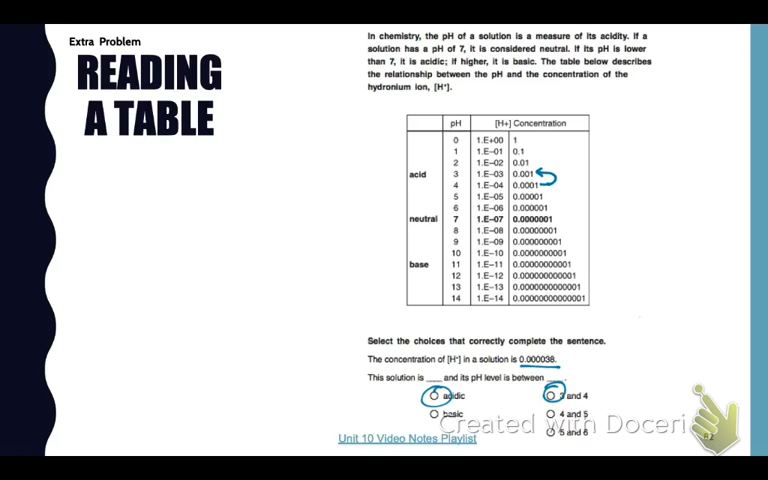 Extra Problem
READING
A TABLE
In chemistry, the pH of a solution is a measure of its acidity. If a
solution has a pH of 7, it is considered neutral. If its pH is lower
than 7, it is acidic; if higher, it is basic. The table below describes
the relationship between the pH and the concentration of the
hydronium ion, [H⁺].
pH [H+] Concentration
0 1.E+00 1
1 1.E–01 0.1
2 1.E–02 0.01
acid 3 1.E–03 0.001
4 1.E–04 0.0001
5 1.E–05 0.00001
6 1.E–06 0.000001
neutral 7 1.E–07 0.0000001
8 1.E–08 0.00000001
9 1.E–09 0.000000001
10 1.E–10 0.0000000001
base 11 1.E–11 0.00000000001
12 1.E–12 0.000000000001
13 1.E–13 0.0000000000001
14 1.E–14 0.00000000000001
Select the choices that correctly complete the sentence.
The concentration of [H⁺] in a solution is 0.000038.
This solution is ___ and its pH level is between ___.
acidic 3 and 4
basic 4 and 5
5 and 6
Created with Doceri
Unit 10 Video Notes Playlist